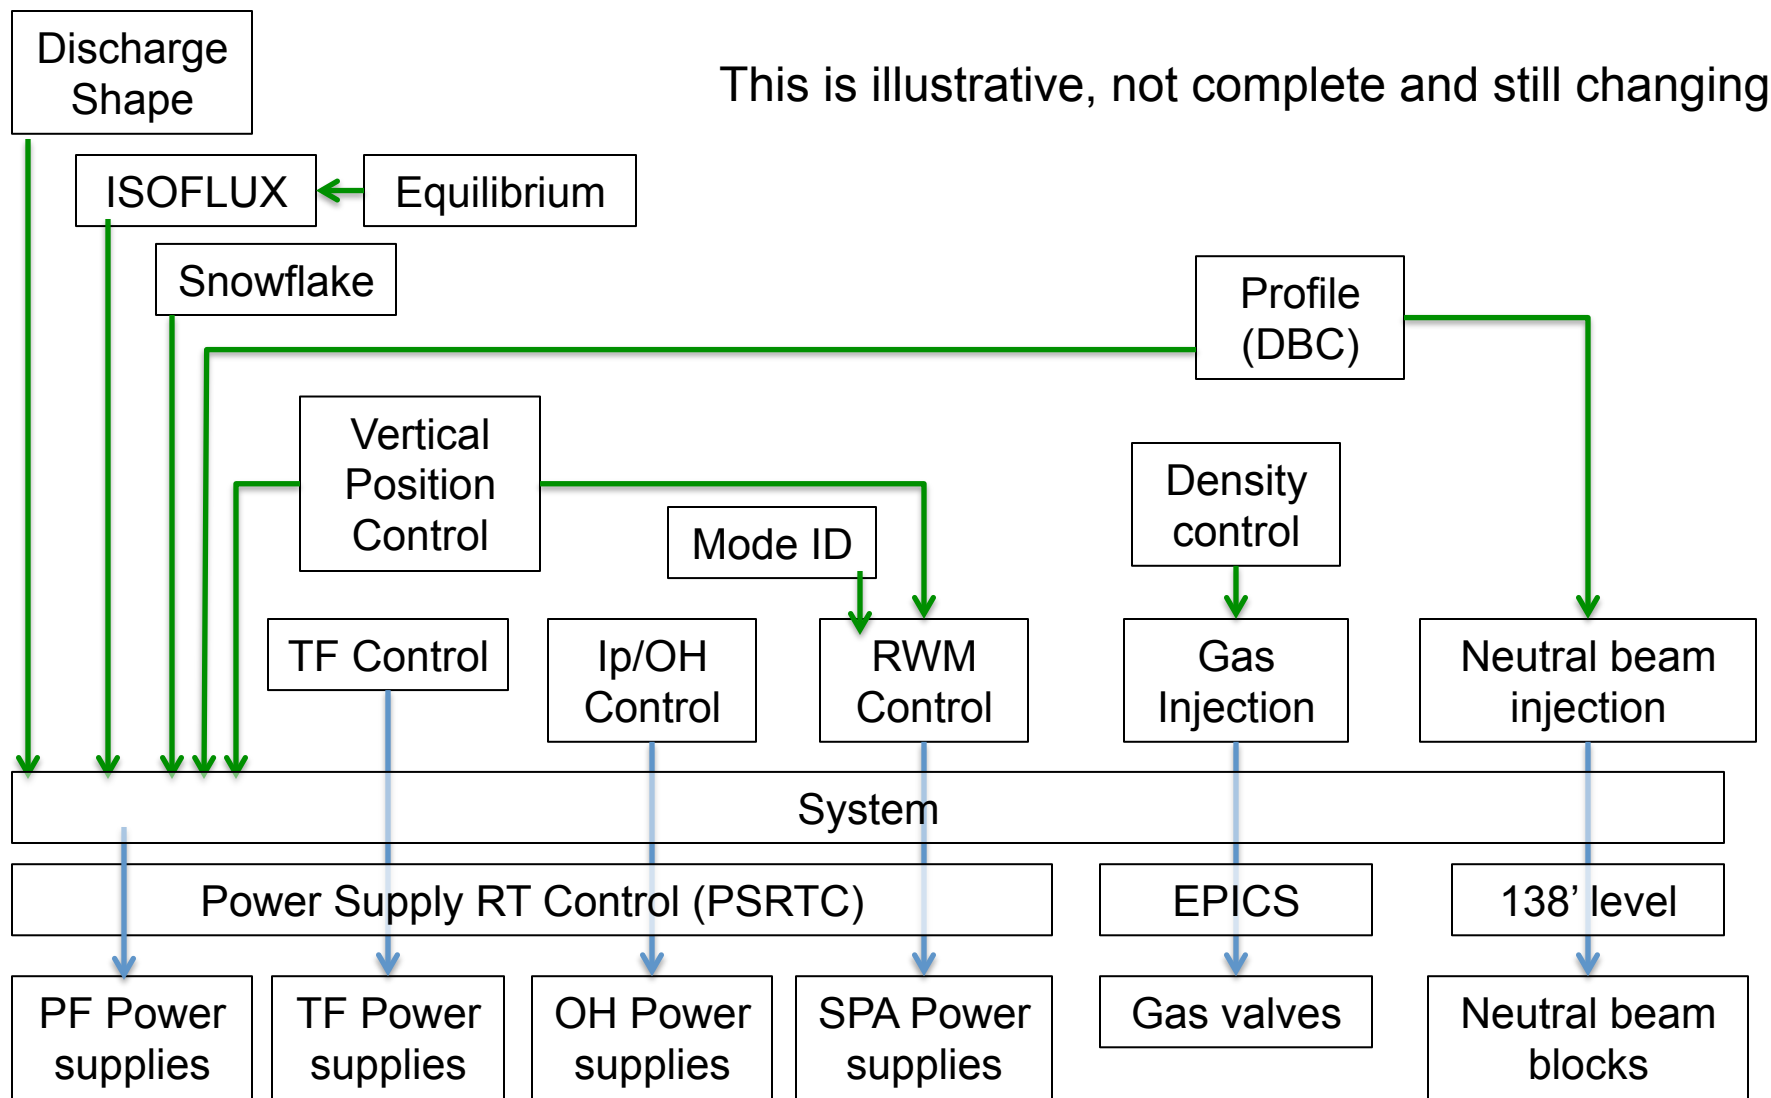 Discharge
Shape
This is illustrative, not complete and still changing
ISOFLUX
Equilibrium
Snowflake
Profile
(DBC)
Vertical
Position
Control
Density
control
Mode ID
TF Control
Ip/OH
Control
RWM
Control
Gas
Injection
Neutral beam
injection
System
Power Supply RT Control (PSRTC)
EPICS
138’ level
PF Power
supplies
TF Power
supplies
OH Power
supplies
SPA Power
supplies
Gas valves
Neutral beam
blocks